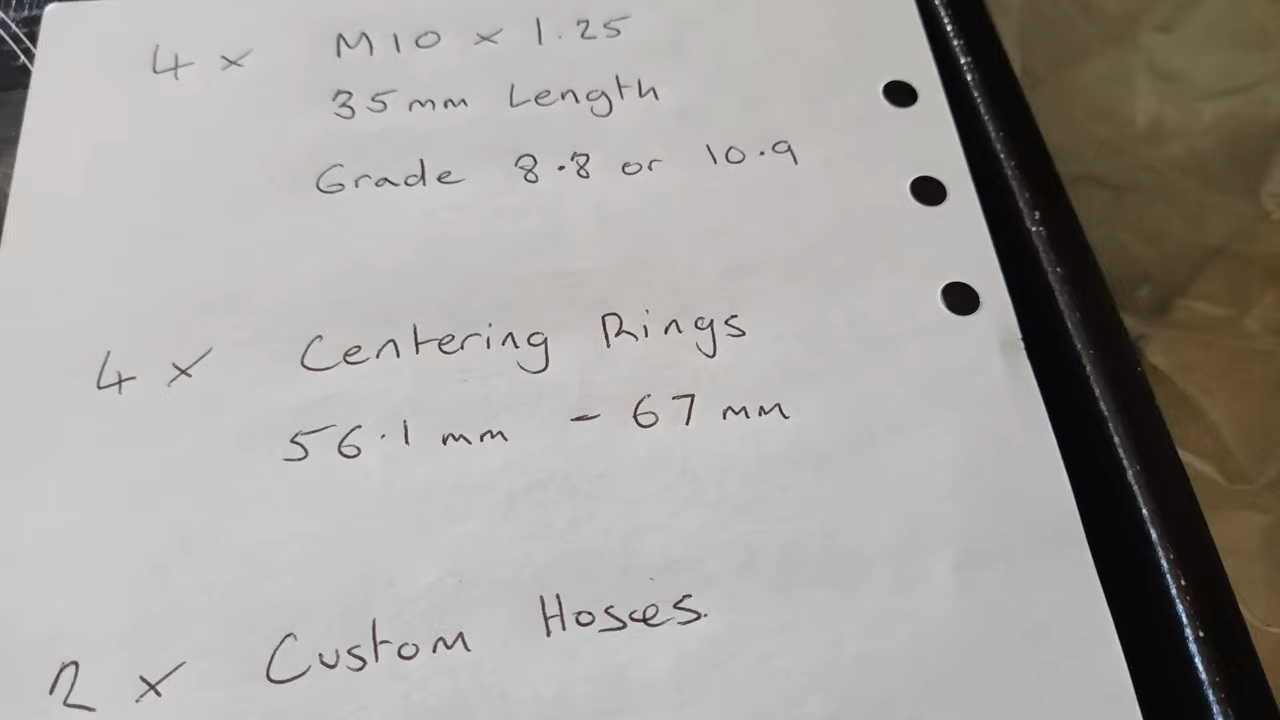 4 x M10 x 1.25
35mm Length
Grade 8.8 or 10.9
4 x Centering Rings
56.1 mm - 67 mm
2 x Custom Hoses.